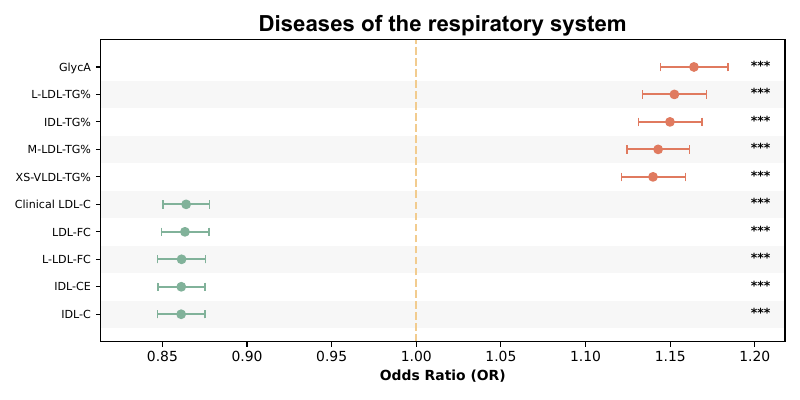 Diseases of the respiratory system
GlycA ***
L-LDL-TG% ***
IDL-TG% ***
M-LDL-TG% ***
XS-VLDL-TG% ***
Clinical LDL-C ***
LDL-FC ***
L-LDL-FC ***
IDL-CE ***
IDL-C ***
0.85 0.90 0.95 1.00 1.05 1.10 1.15 1.20
Odds Ratio (OR)